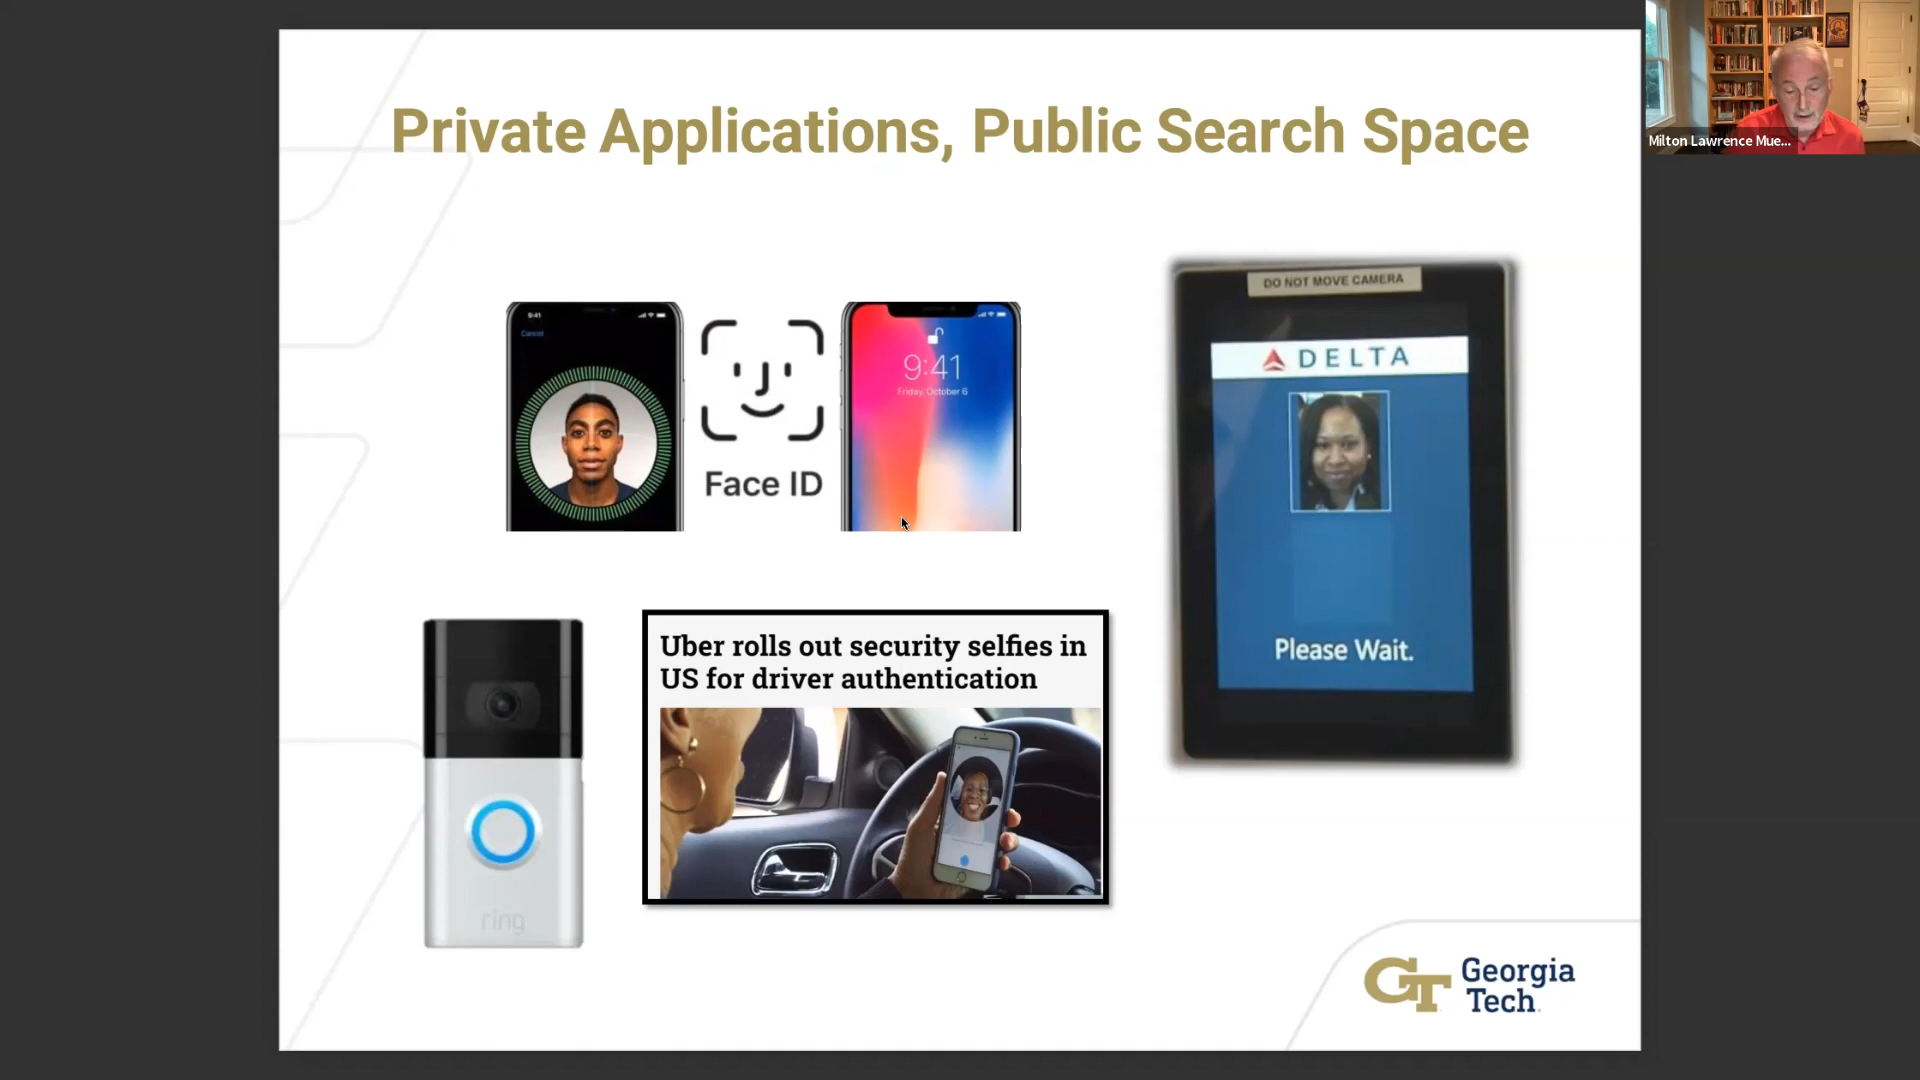 Private Applications, Public Search Space
Milton Lawrence Mue...
DO NOT MOVE CAMERA
9:41
Cancel
9:41
Friday, October 6
Face ID
DELTA
Please Wait.
Uber rolls out security selfies in
US for driver authentication
ring
GT Georgia
Tech